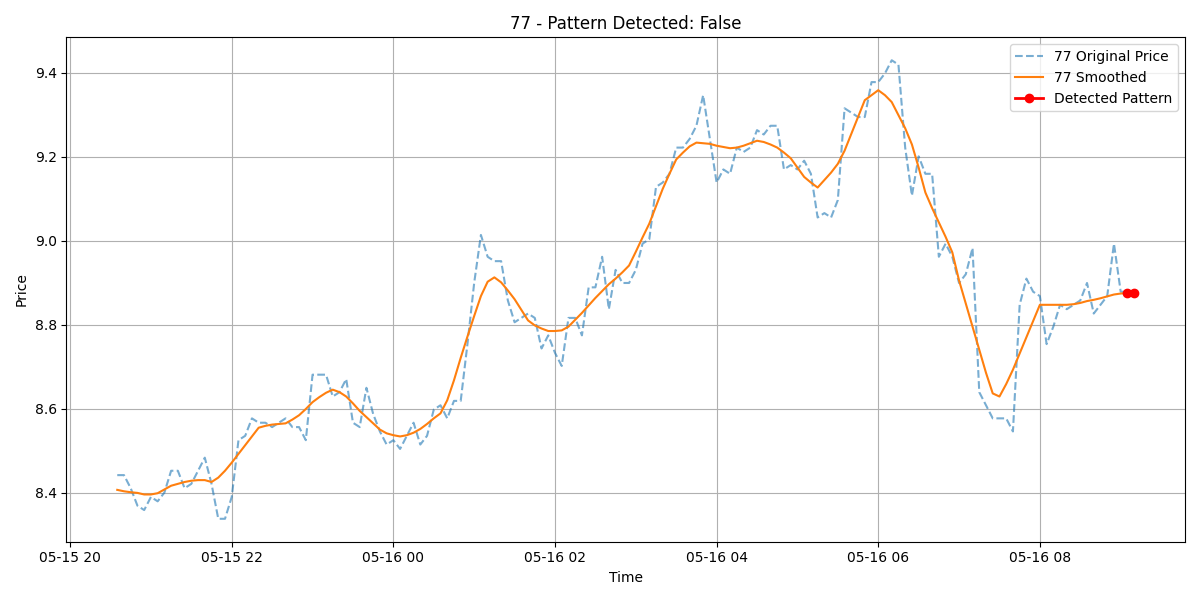 77 - Pattern Detected: False
77 Original Price
77 Smoothed
Detected Pattern
Price
9.4
9.2
9.0
8.8
8.6
8.4
05-15 20 05-15 22 05-16 00 05-16 02 05-16 04 05-16 06 05-16 08
Time